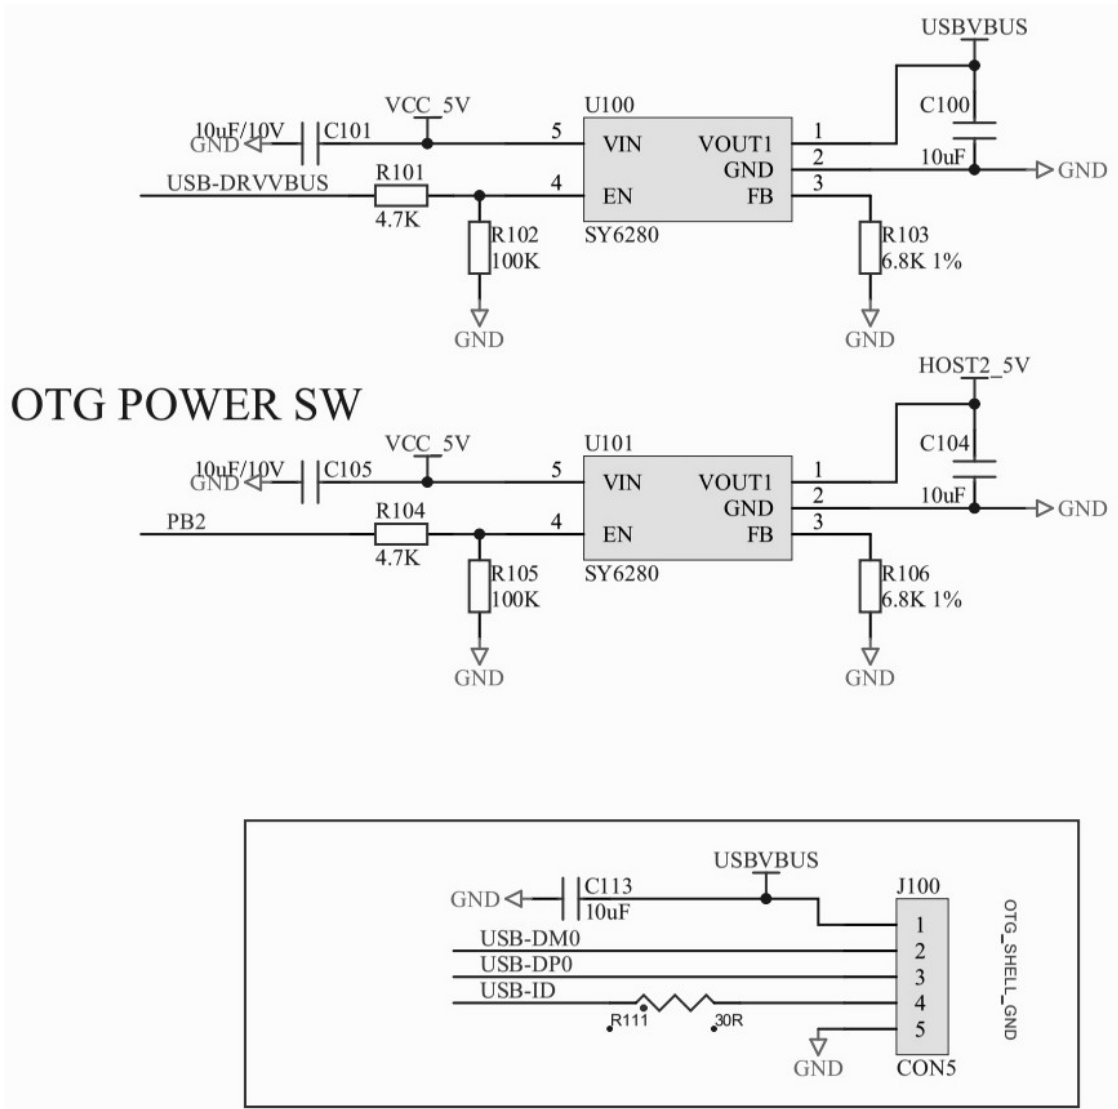 USBVBUS
VCC_5V
U100
C100
10uF/10V
C101
5
VIN
VOUT1
1
GND
GND
2
10uF
GND
R101
USB-DRVVBUS
4
EN
FB
3
4.7K
R102
100K
SY6280
R103
6.8K 1%
GND
GND
HOST2_5V
OTG POWER SW
VCC_5V
U101
C104
10uF/10V
C105
5
VIN
VOUT1
1
GND
GND
2
10uF
GND
R104
PB2
4
EN
FB
3
4.7K
R105
100K
SY6280
R106
6.8K 1%
GND
GND
USBVBUS
J100
GND
C113
10uF
1
USB-DM0
2
USB-DP0
3
USB-ID
4
R111
30R
5
GND
CON5
OTG_SHELL_GND